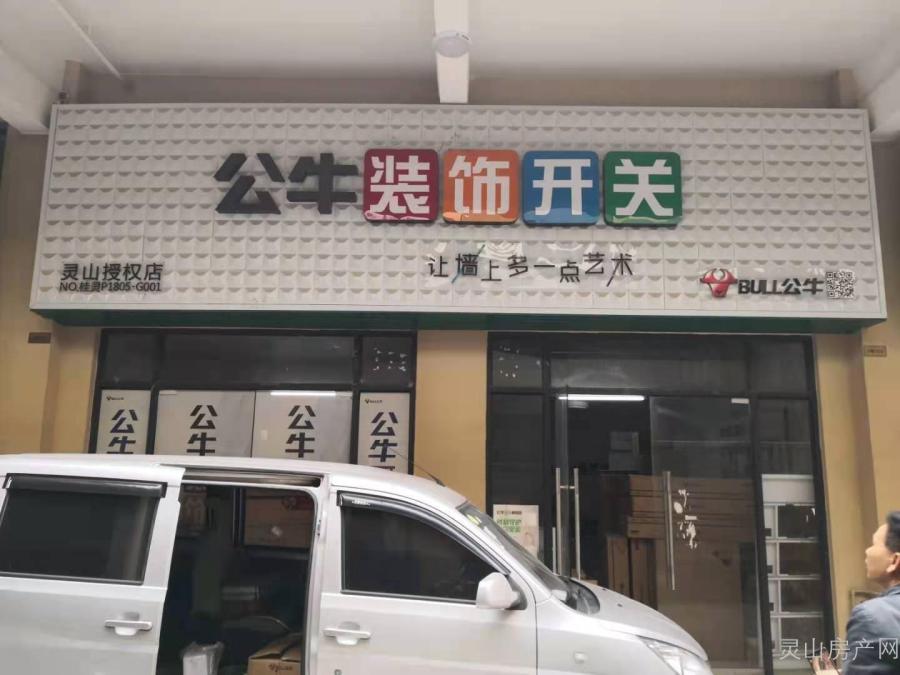 公牛装饰开关
让墙上多一点艺术
灵山授权店
NO.桂灵P1805-G001
BULL公牛
公牛
公牛
公牛
公牛
灵山房产网